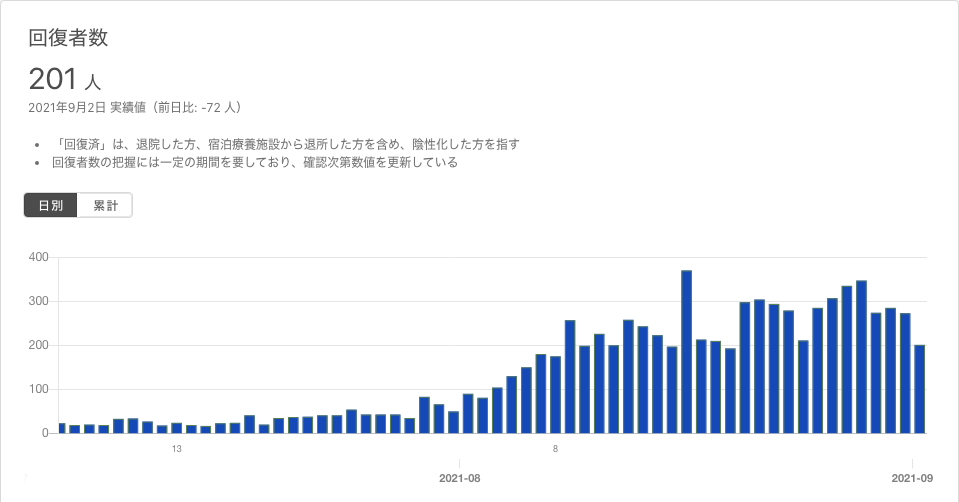 回復者数
201 人
2021年9月2日 実績値（前日比: -72 人）
• 「回復済」は、退院した方、宿泊療養施設から退所した方を含め、陰性化した方を指す
• 回復者数の把握には一定の期間を要しており、確認次第数値を更新している
日別 累計
400
300
200
100
0
13 8
2021-08 2021-09